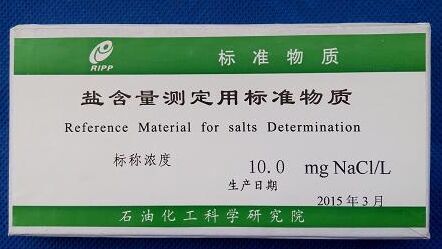 RIPP
标准物质
盐含量测定用标准物质
Reference Material for salts Determination
标称浓度 10.0 mg NaCl/L
生产日期 2015年3月
石油化工科学研究院